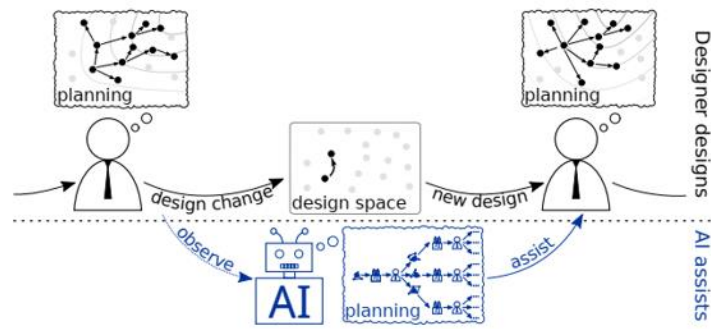 planning
planning
design change
design space
new design
Designer designs
observe
AI
planning
assist
AI assists